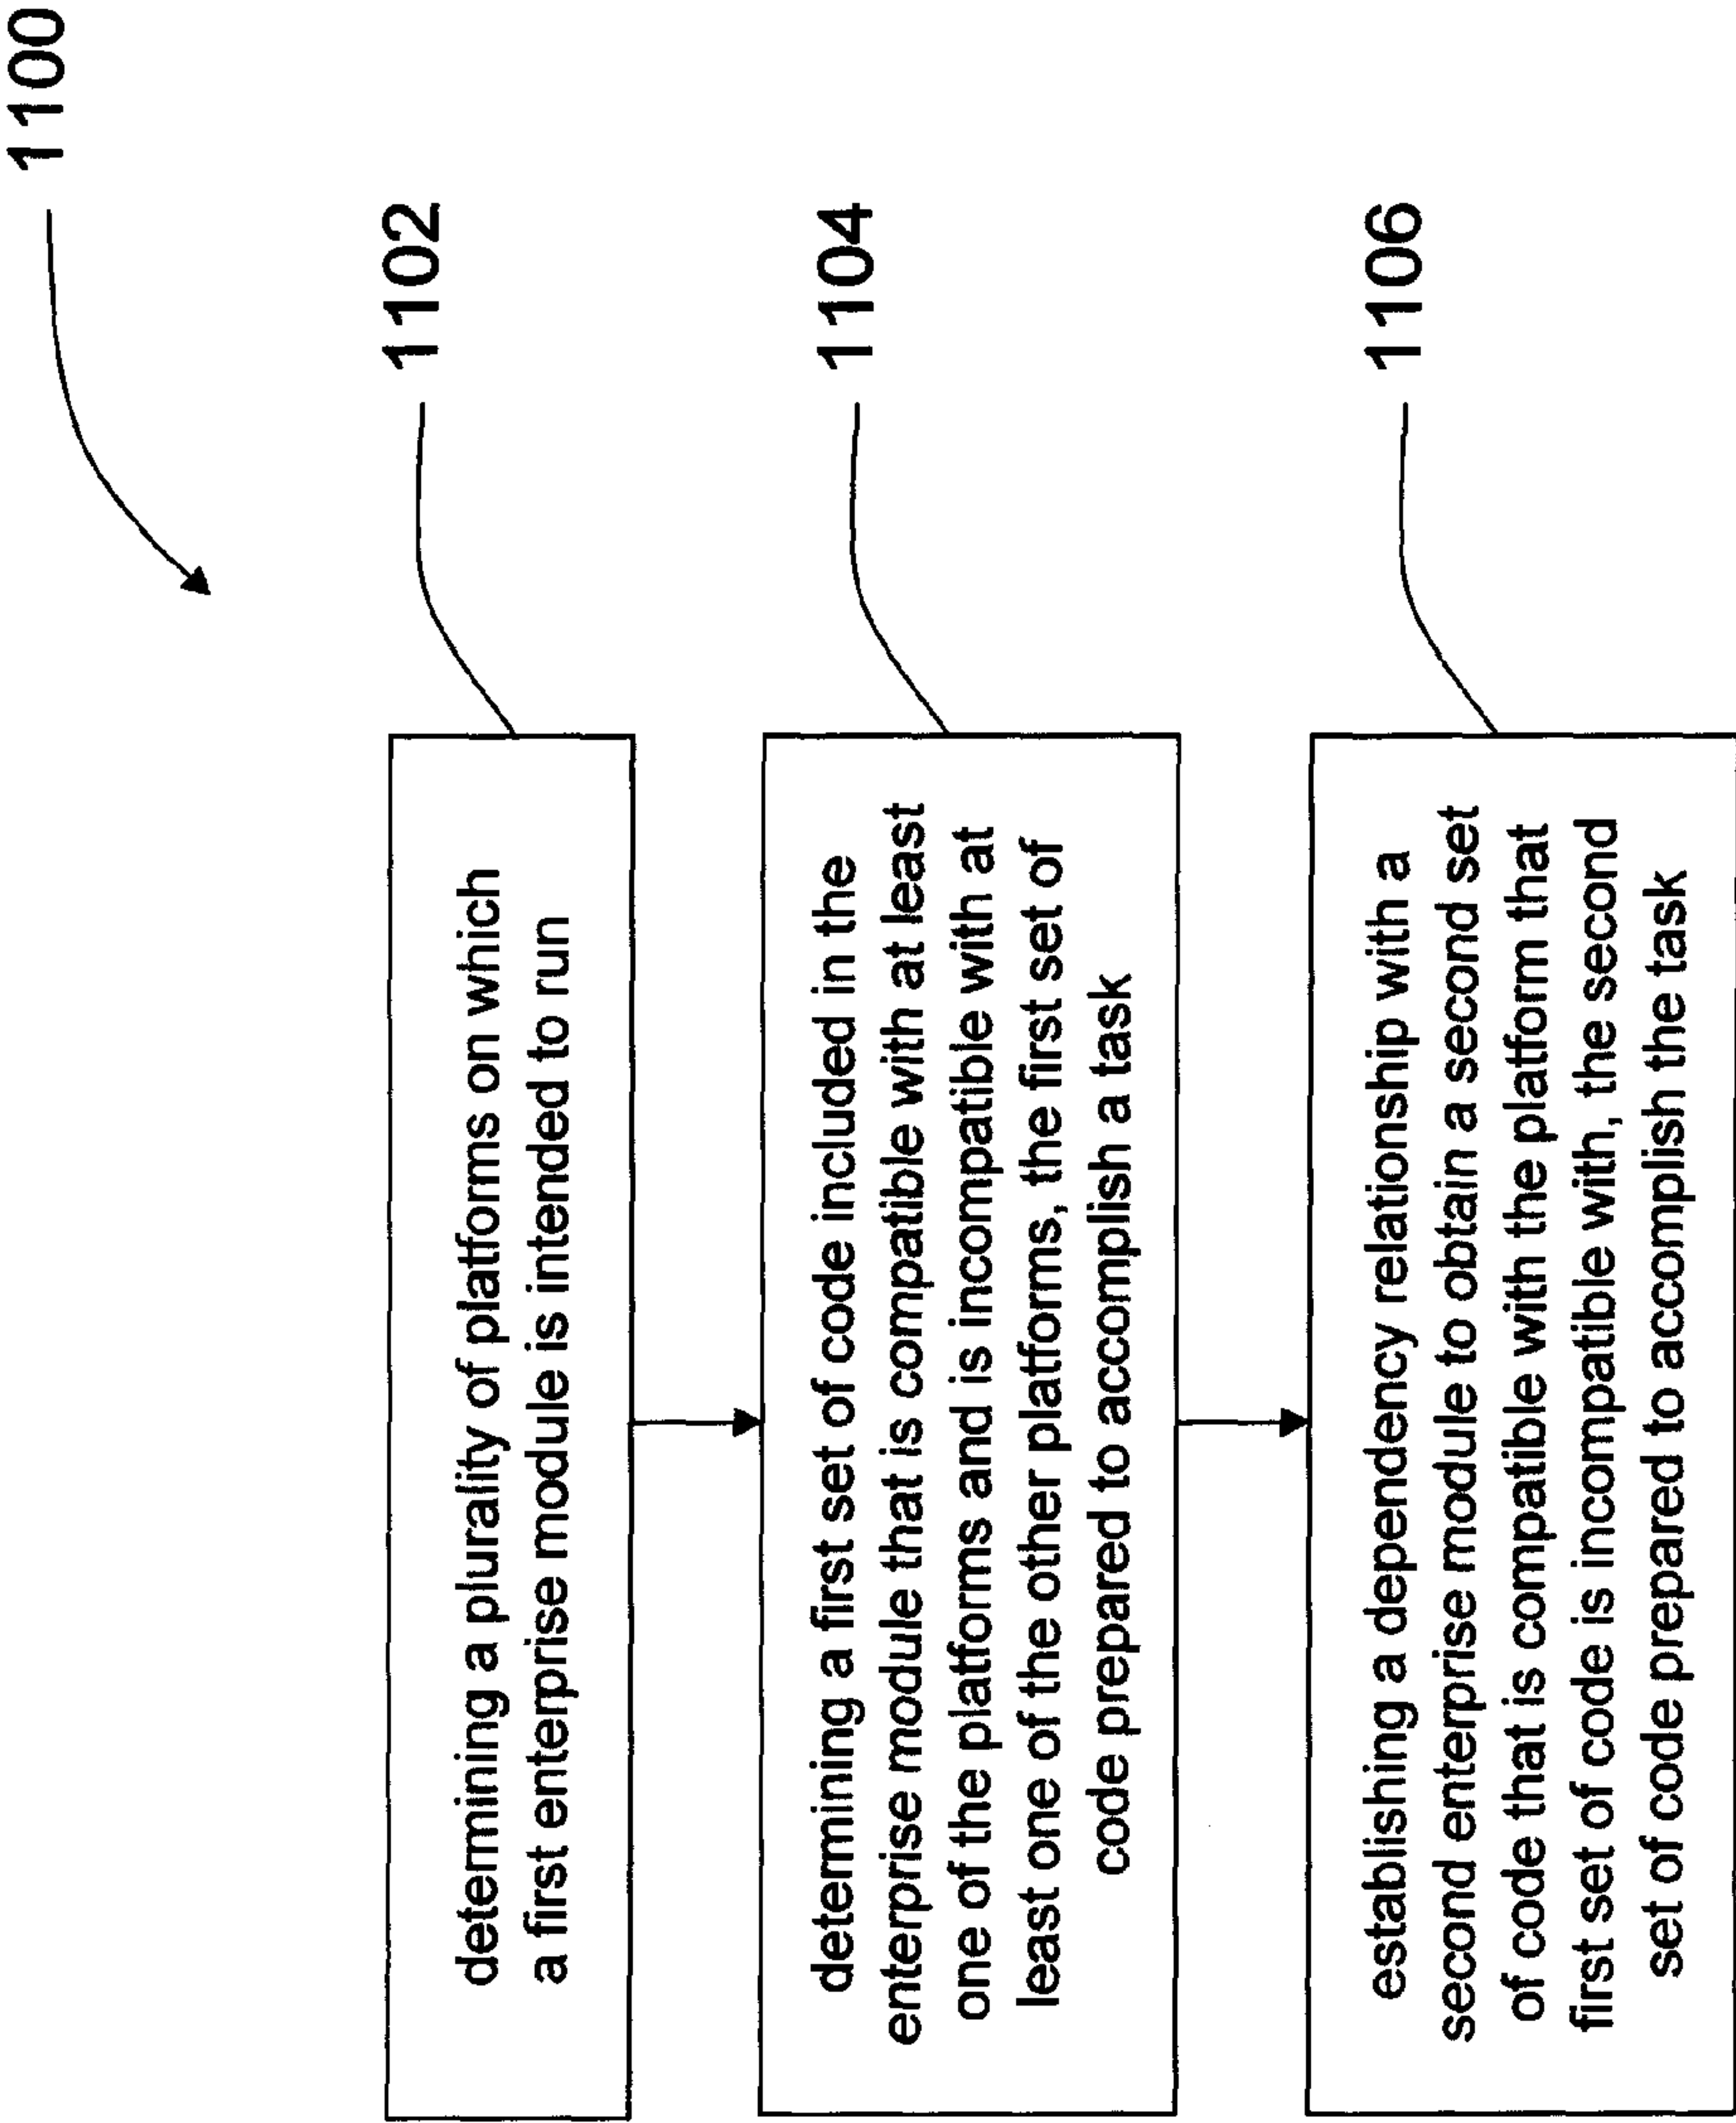 1100
1102
determining a plurality of platforms on which
a first enterprise module is intended to run
1104
determining a first set of code included in the
enterprise module that is compatible with at least
one of the platforms and is incompatible with at
least one of the other platforms, the first set of
code prepared to accomplish a task
1106
establishing a dependency relationship with a
second enterprise module to obtain a second set
of code that is compatible with the platform that
first set of code is incompatible with, the second
set of code prepared to accomplish the task